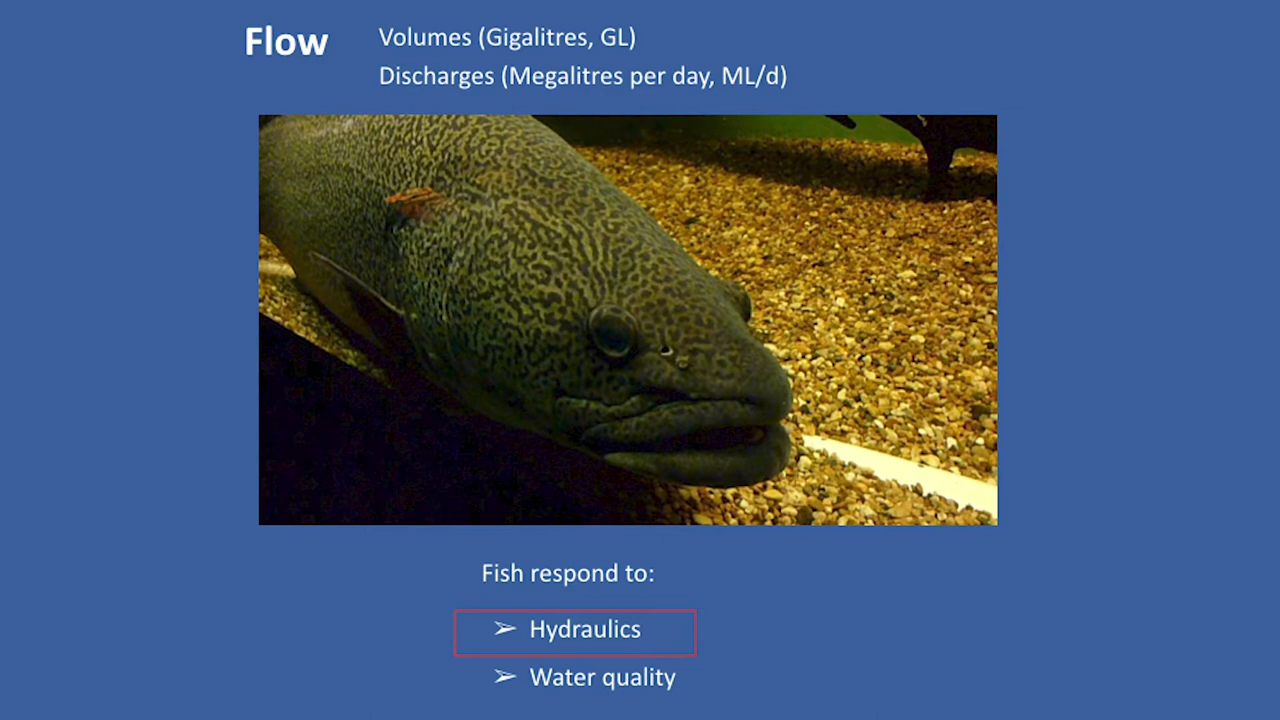 Flow
Volumes (Gigalitres, GL)
Discharges (Megalitres per day, ML/d)
Fish respond to:
➢ Hydraulics
➢ Water quality